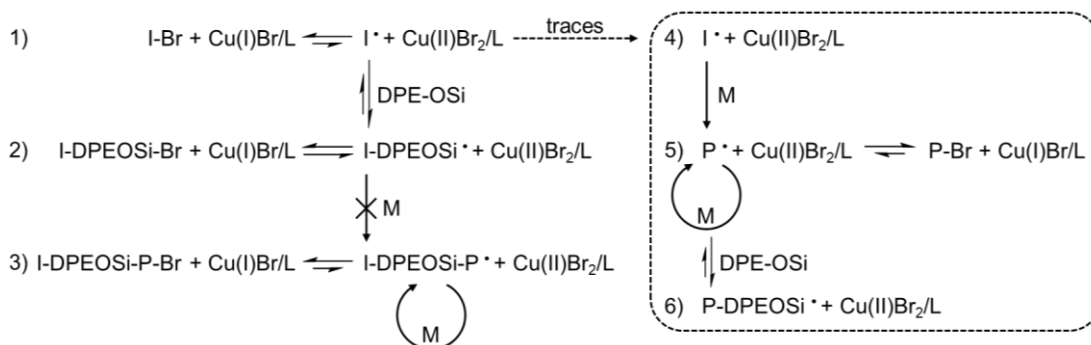 1) I-Br + Cu(I)Br/L ⇌ I• + Cu(II)Br₂/L
traces
4) I• + Cu(II)Br₂/L
DPE-OSi
M
2) I-DPEOSi-Br + Cu(I)Br/L ⇌ I-DPEOSi• + Cu(II)Br₂/L
5) P• + Cu(II)Br₂/L ⇌ P-Br + Cu(I)Br/L
M
M
3) I-DPEOSi-P-Br + Cu(I)Br/L ⇌ I-DPEOSi-P• + Cu(II)Br₂/L
DPE-OSi
6) P-DPEOSi• + Cu(II)Br₂/L
M